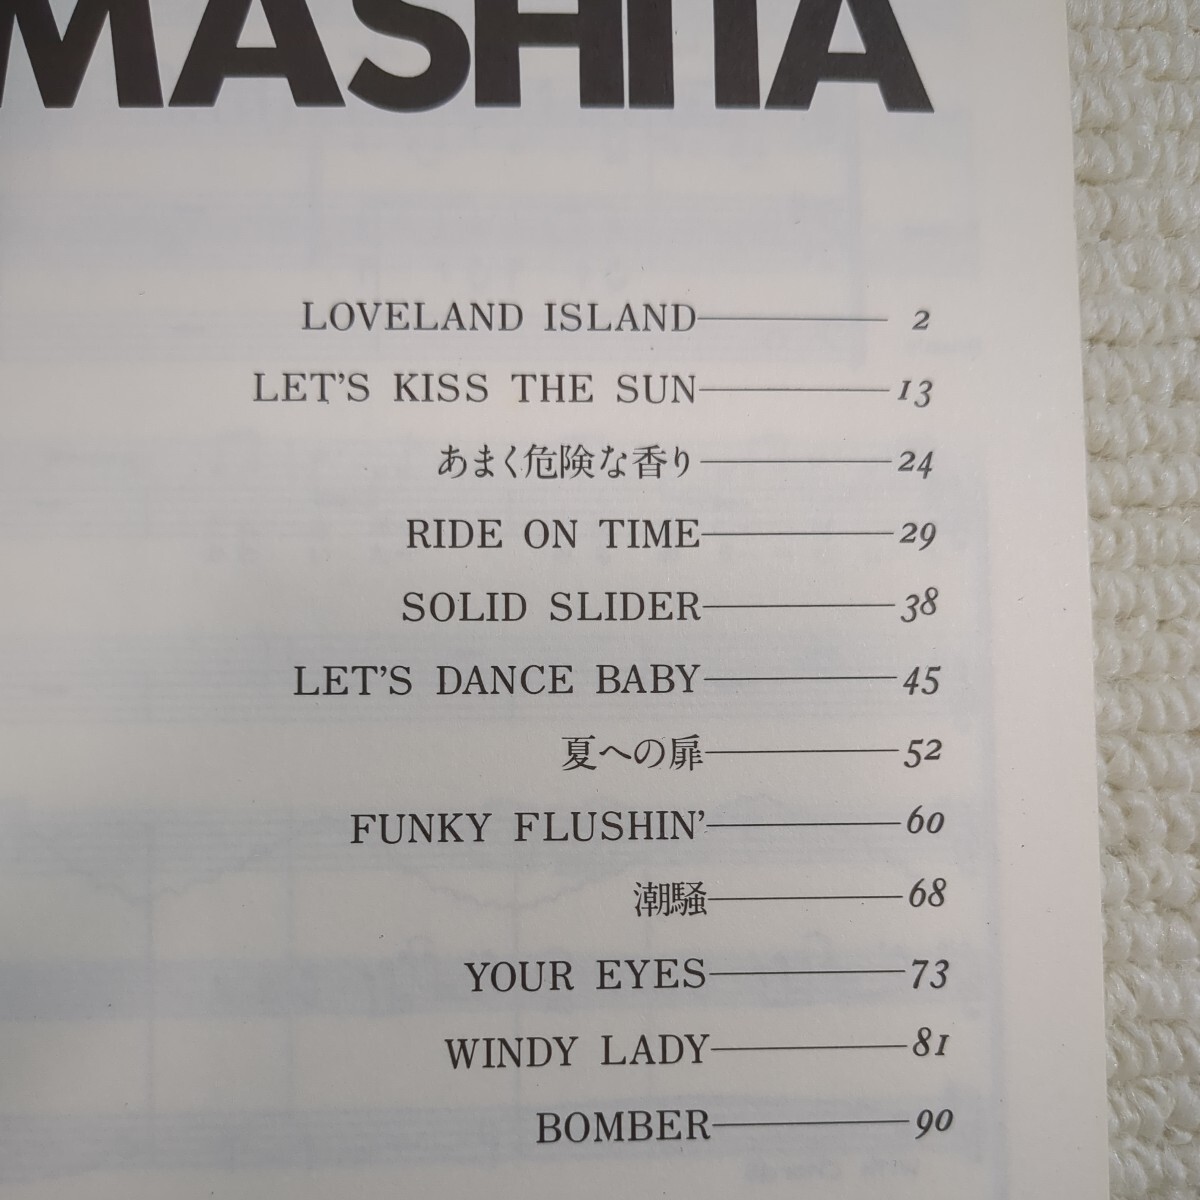 MASHITA
LOVELAND ISLAND 2
LET'S KISS THE SUN 13
あまく危険な香り 24
RIDE ON TIME 29
SOLID SLIDER 38
LET'S DANCE BABY 45
夏への扉 52
FUNKY FLUSHIN' 60
潮騒 68
YOUR EYES 73
WINDY LADY 81
BOMBER 90